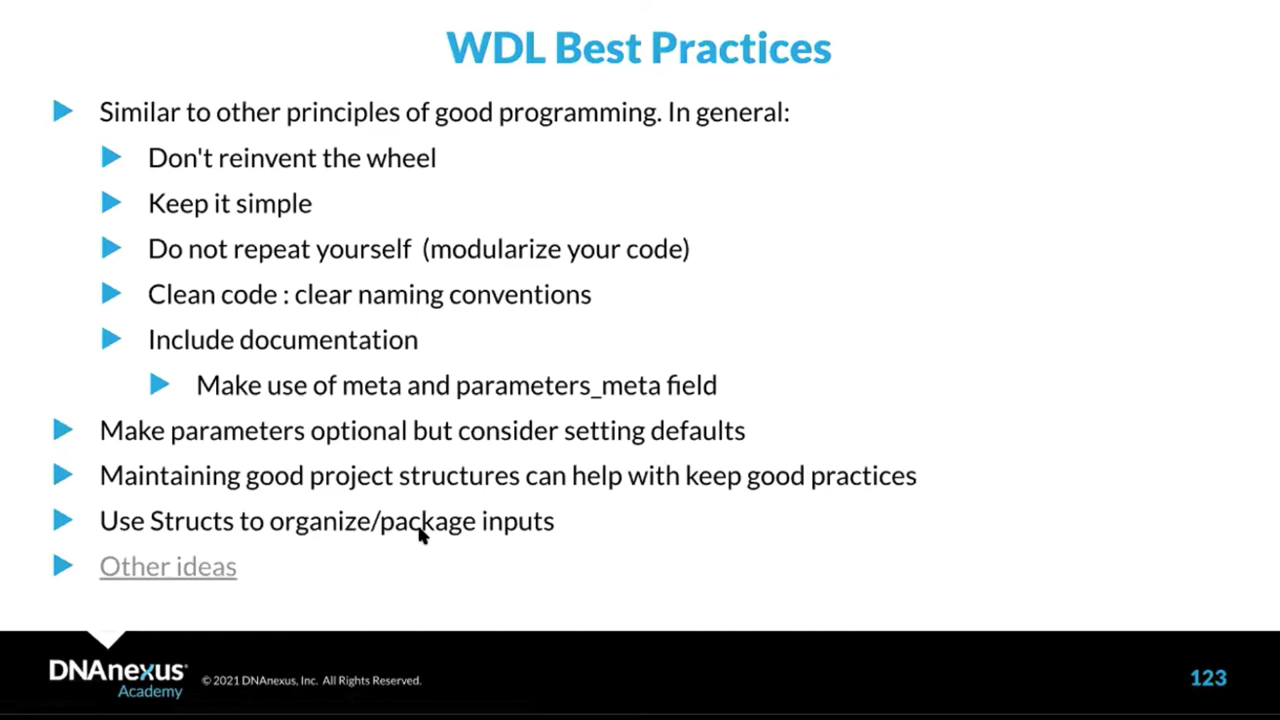 WDL Best Practices
Similar to other principles of good programming. In general:
Don't reinvent the wheel
Keep it simple
Do not repeat yourself (modularize your code)
Clean code : clear naming conventions
Include documentation
Make use of meta and parameters_meta field
Make parameters optional but consider setting defaults
Maintaining good project structures can help with keep good practices
Use Structs to organize/package inputs
Other ideas
DNAnexus
Academy
© 2021 DNAnexus, Inc. All Rights Reserved.
123